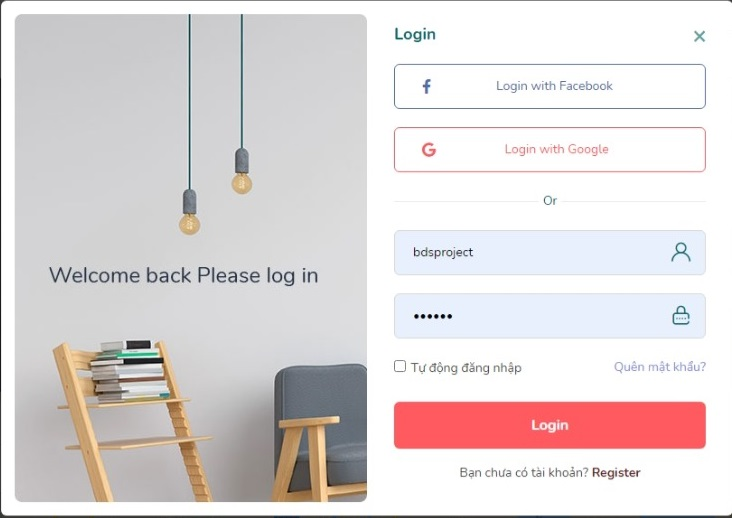 Welcome back Please log in
Login
Login with Facebook
Login with Google
Or
bdsproject
••••••
Tự động đăng nhập
Quên mật khẩu?
Login
Bạn chưa có tài khoản? Register